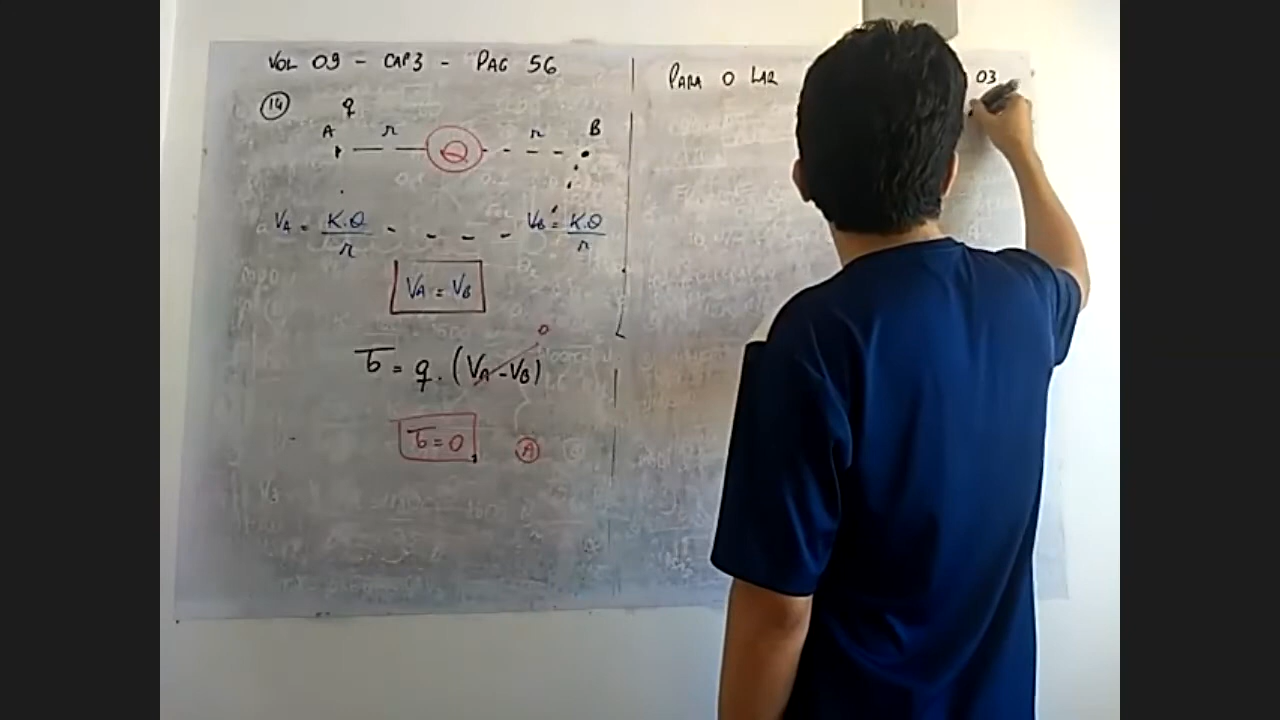 VOL 09 - CAP3 - PAG 56
14
q
A r Q r B
VA = K.Q / r - - - - VB = K.Q / r
VA = VB
0
τ = q . (VA - VB)
τ = 0 A
PARA O LAR
03